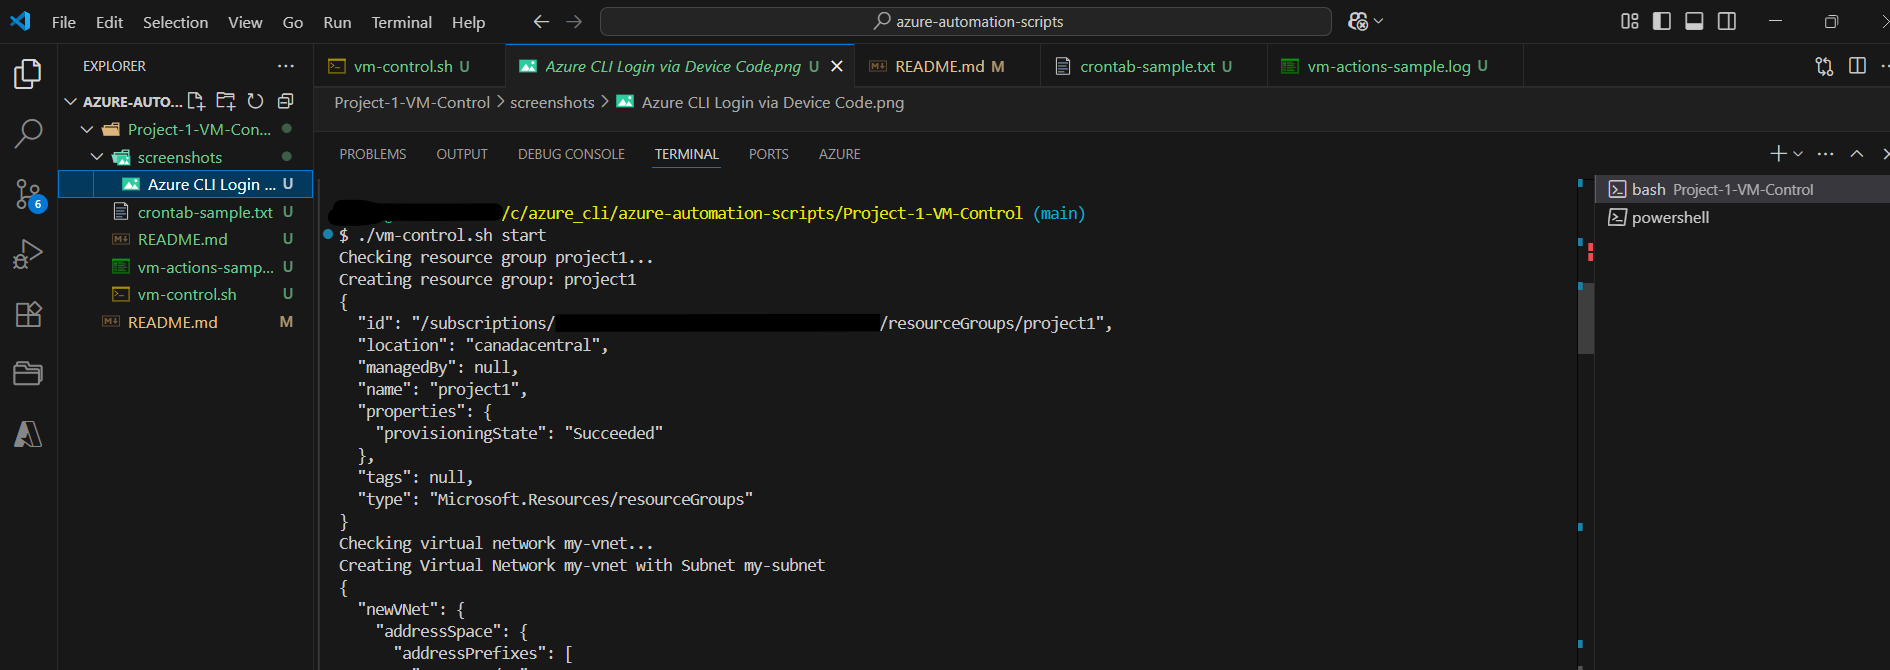 File Edit Selection View Go Run Terminal Help
azure-automation-scripts
EXPLORER
AZURE-AUTO...
Project-1-VM-Con...
screenshots
Azure CLI Login ... U
crontab-sample.txt U
README.md U
vm-actions-samp... U
vm-control.sh U
README.md M
6
vm-control.sh U
Azure CLI Login via Device Code.png U
README.md M
crontab-sample.txt U
vm-actions-sample.log U
Project-1-VM-Control > screenshots > Azure CLI Login via Device Code.png
PROBLEMS OUTPUT DEBUG CONSOLE TERMINAL PORTS AZURE
/c/azure_cli/azure-automation-scripts/Project-1-VM-Control (main)
$ ./vm-control.sh start
Checking resource group project1...
Creating resource group: project1
{
"id": "/subscriptions/ /resourceGroups/project1",
"location": "canadacentral",
"managedBy": null,
"name": "project1",
"properties": {
"provisioningState": "Succeeded"
},
"tags": null,
"type": "Microsoft.Resources/resourceGroups"
}
Checking virtual network my-vnet...
Creating Virtual Network my-vnet with Subnet my-subnet
{
"newVNet": {
"addressSpace": {
"addressPrefixes": [
bash Project-1-VM-Control
powershell